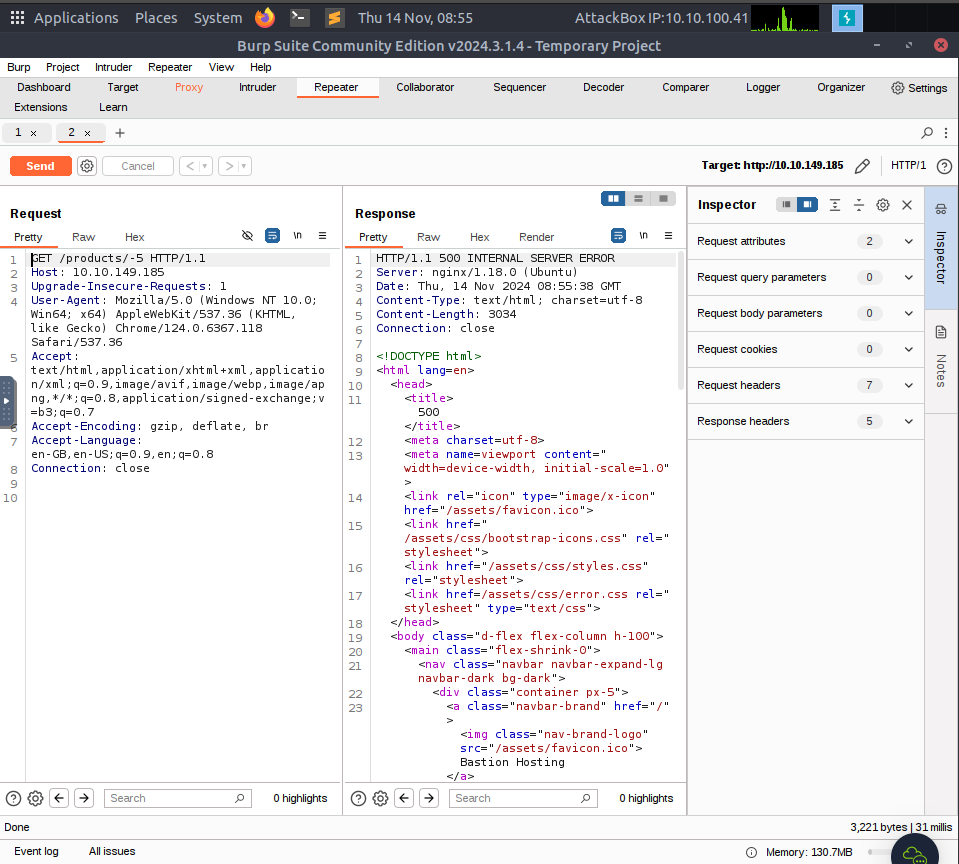 Applications Places System Thu 14 Nov, 08:55 AttackBox IP:10.10.100.41
Burp Suite Community Edition v2024.3.1.4 - Temporary Project
Burp Project Intruder Repeater View Help
Dashboard Target Proxy Intruder Repeater Collaborator Sequencer Decoder Comparer Logger Organizer Settings
Extensions Learn
1 × 2 × +
Send Cancel < > Target: http://10.10.149.185 HTTP/1 ?
Request
Pretty Raw Hex \n
1 GET /products/-5 HTTP/1.1
2 Host: 10.10.149.185
3 Upgrade-Insecure-Requests: 1
4 User-Agent: Mozilla/5.0 (Windows NT 10.0;
Win64; x64) AppleWebKit/537.36 (KHTML,
like Gecko) Chrome/124.0.6367.118
Safari/537.36
5 Accept:
text/html,application/xhtml+xml,applicatio
n/xml;q=0.9,image/avif,image/webp,image/ap
ng,*/*;q=0.8,application/signed-exchange;v
=b3;q=0.7
6 Accept-Encoding: gzip, deflate, br
7 Accept-Language:
en-GB,en-US;q=0.9,en;q=0.8
8 Connection: close
9
10
? Search 0 highlights
Response
Pretty Raw Hex Render \n
1 HTTP/1.1 500 INTERNAL SERVER ERROR
2 Server: nginx/1.18.0 (Ubuntu)
3 Date: Thu, 14 Nov 2024 08:55:38 GMT
4 Content-Type: text/html; charset=utf-8
5 Content-Length: 3034
6 Connection: close
7
8 <!DOCTYPE html>
9 <html lang=en>
10 <head>
11 <title>
500
</title>
12 <meta charset=utf-8>
13 <meta name=viewport content="
width=device-width, initial-scale=1.0"
>
14 <link rel="icon" type="image/x-icon"
href="/assets/favicon.ico">
15 <link href="
/assets/css/bootstrap-icons.css" rel="
stylesheet">
16 <link href="/assets/css/styles.css"
rel="stylesheet">
17 <link href=/assets/css/error.css rel="
stylesheet" type="text/css">
18 </head>
19 <body class="d-flex flex-column h-100">
20 <main class="flex-shrink-0">
21 <nav class="navbar navbar-expand-lg
navbar-dark bg-dark">
22 <div class="container px-5">
23 <a class="navbar-brand" href="/"
>
<img class="nav-brand-logo"
src="/assets/favicon.ico">
Bastion Hosting
</a>
? Search 0 highlights
Inspector
Request attributes 2
Request query parameters 0
Request body parameters 0
Request cookies 0
Request headers 7
Response headers 5
Inspector
Notes
Done 3,221 bytes | 31 millis
Event log All issues Memory: 130.7MB